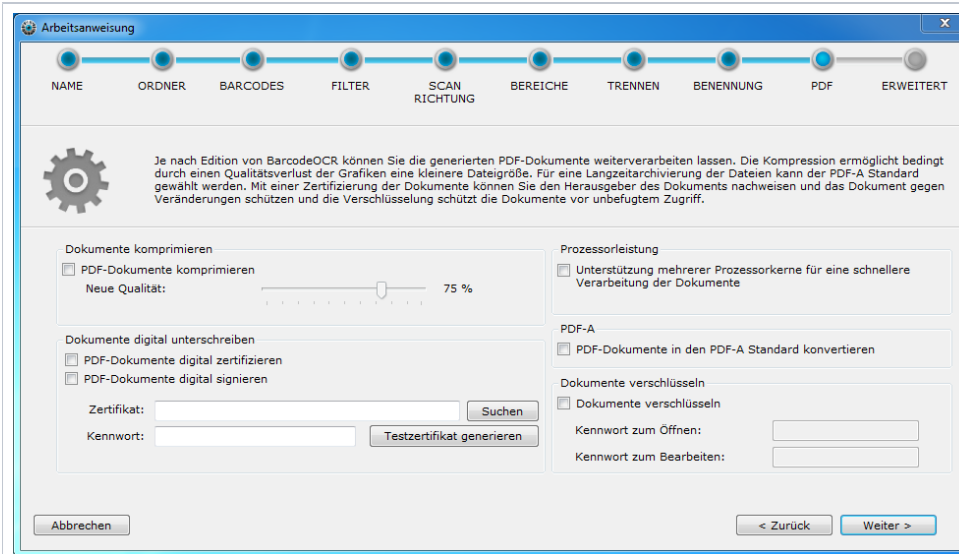 Arbeitsanweisung
x
NAME
ORDNER
BARCODES
FILTER
SCAN
RICHTUNG
BEREICHE
TRENNEN
BENENNUNG
PDF
ERWEITERT
Je nach Edition von BarcodeOCR können Sie die generierten PDF-Dokumente weiterverarbeiten lassen. Die Kompression ermöglicht bedingt
durch einen Qualitätsverlust der Grafiken eine kleinere Dateigröße. Für eine Langzeitarchivierung der Dateien kann der PDF-A Standard
gewählt werden. Mit einer Zertifizierung der Dokumente können Sie den Herausgeber des Dokuments nachweisen und das Dokument gegen
Veränderungen schützen und die Verschlüsselung schützt die Dokumente vor unbefugtem Zugriff.
Dokumente komprimieren
PDF-Dokumente komprimieren
Neue Qualität:
75 %
Dokumente digital unterschreiben
PDF-Dokumente digital zertifizieren
PDF-Dokumente digital signieren
Zertifikat:
Suchen
Kennwort:
Testzertifikat generieren
Prozessorleistung
Unterstützung mehrerer Prozessorkerne für eine schnellere
Verarbeitung der Dokumente
PDF-A
PDF-Dokumente in den PDF-A Standard konvertieren
Dokumente verschlüsseln
Dokumente verschlüsseln
Kennwort zum Öffnen:
Kennwort zum Bearbeiten:
Abbrechen
< Zurück
Weiter >